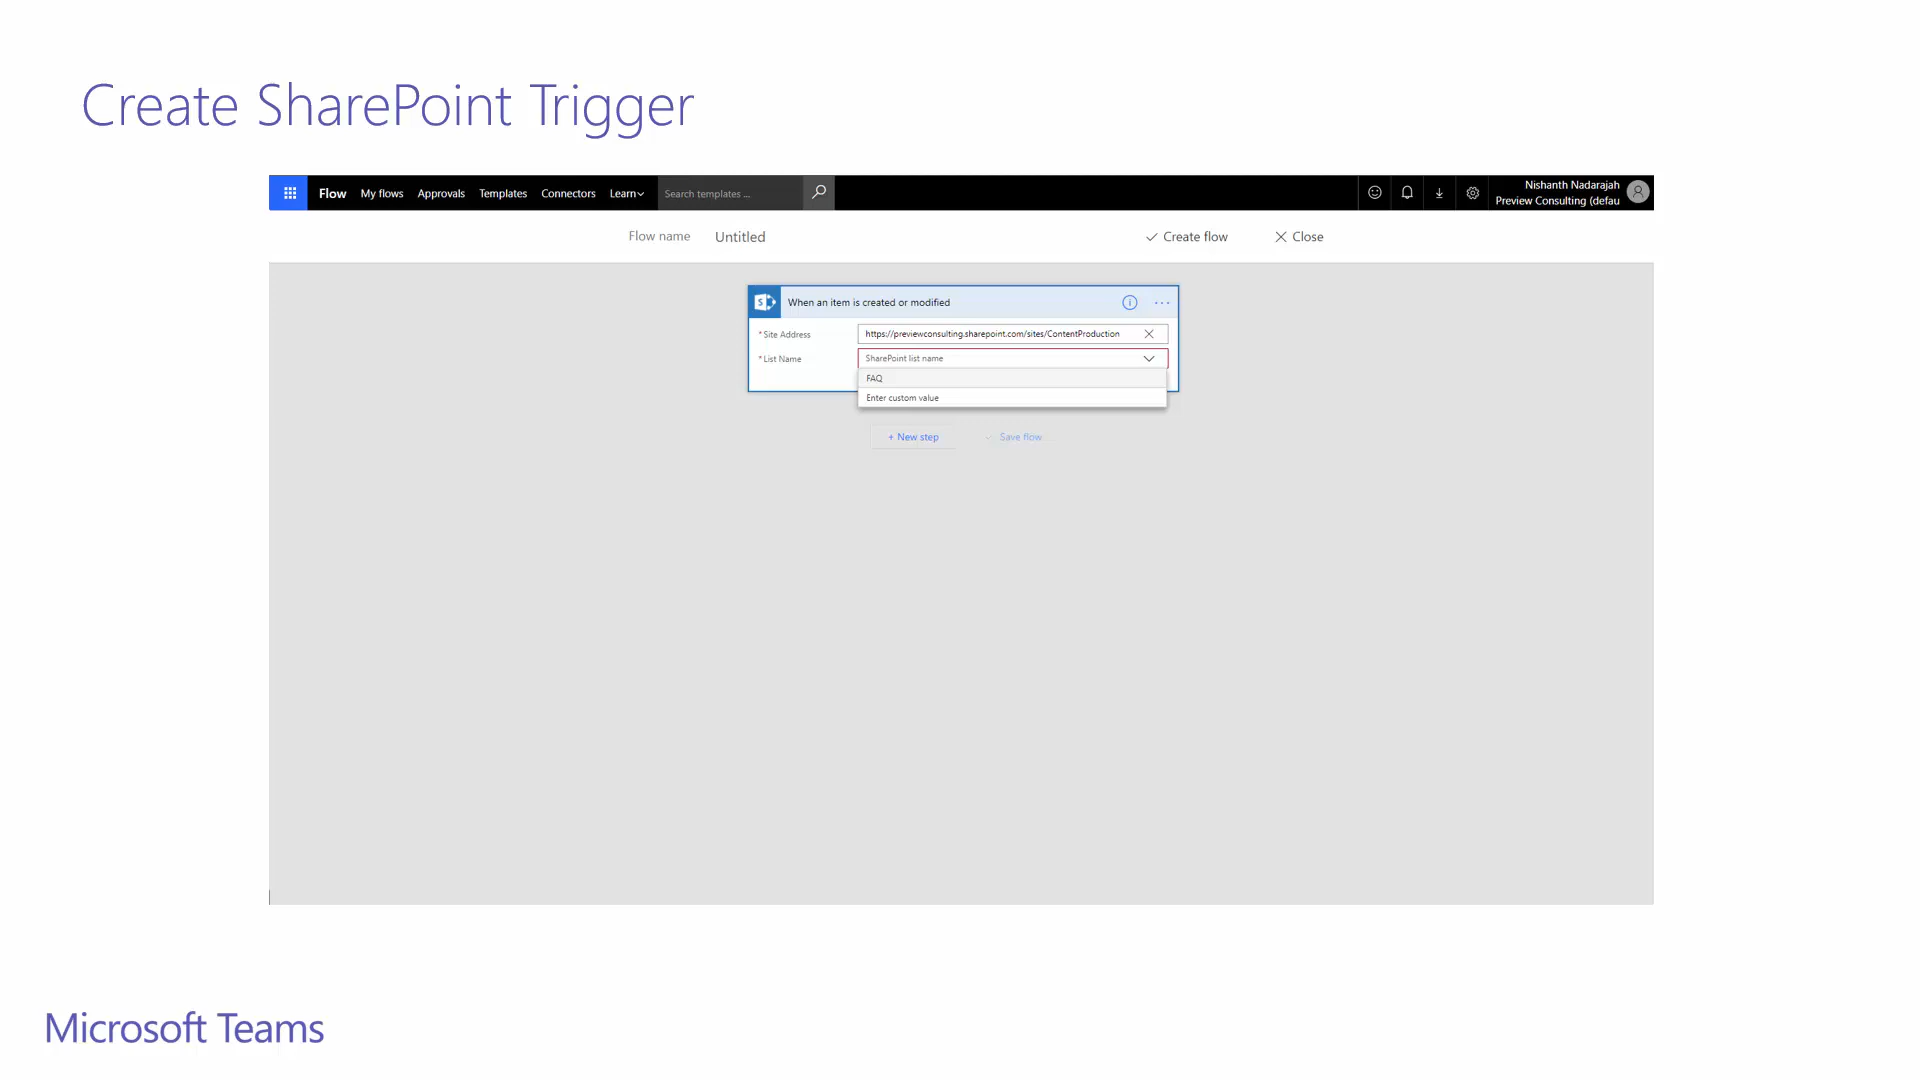 Create SharePoint Trigger
Flow My flows Approvals Templates Connectors Learn Search templates ...
Nishanth Nadarajah
Preview Consulting (defau
Flow name Untitled Create flow Close
When an item is created or modified
* Site Address https://previewconsulting.sharepoint.com/sites/ContentProduction
* List Name SharePoint list name
FAQ
Enter custom value
+ New step Save flow
Microsoft Teams